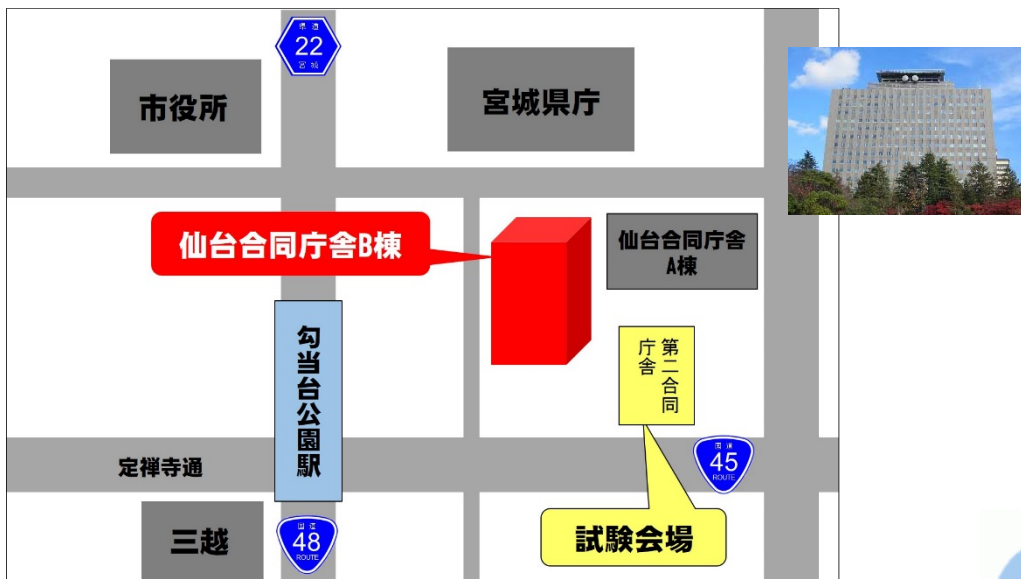 県道
22
宮城
市役所
宮城県庁
仙台合同庁舎B棟
仙台合同庁舎
A棟
勾当台公園駅
第二合同
庁舎
定禅寺通
国道
45
ROUTE
三越
国道
48
ROUTE
試験会場